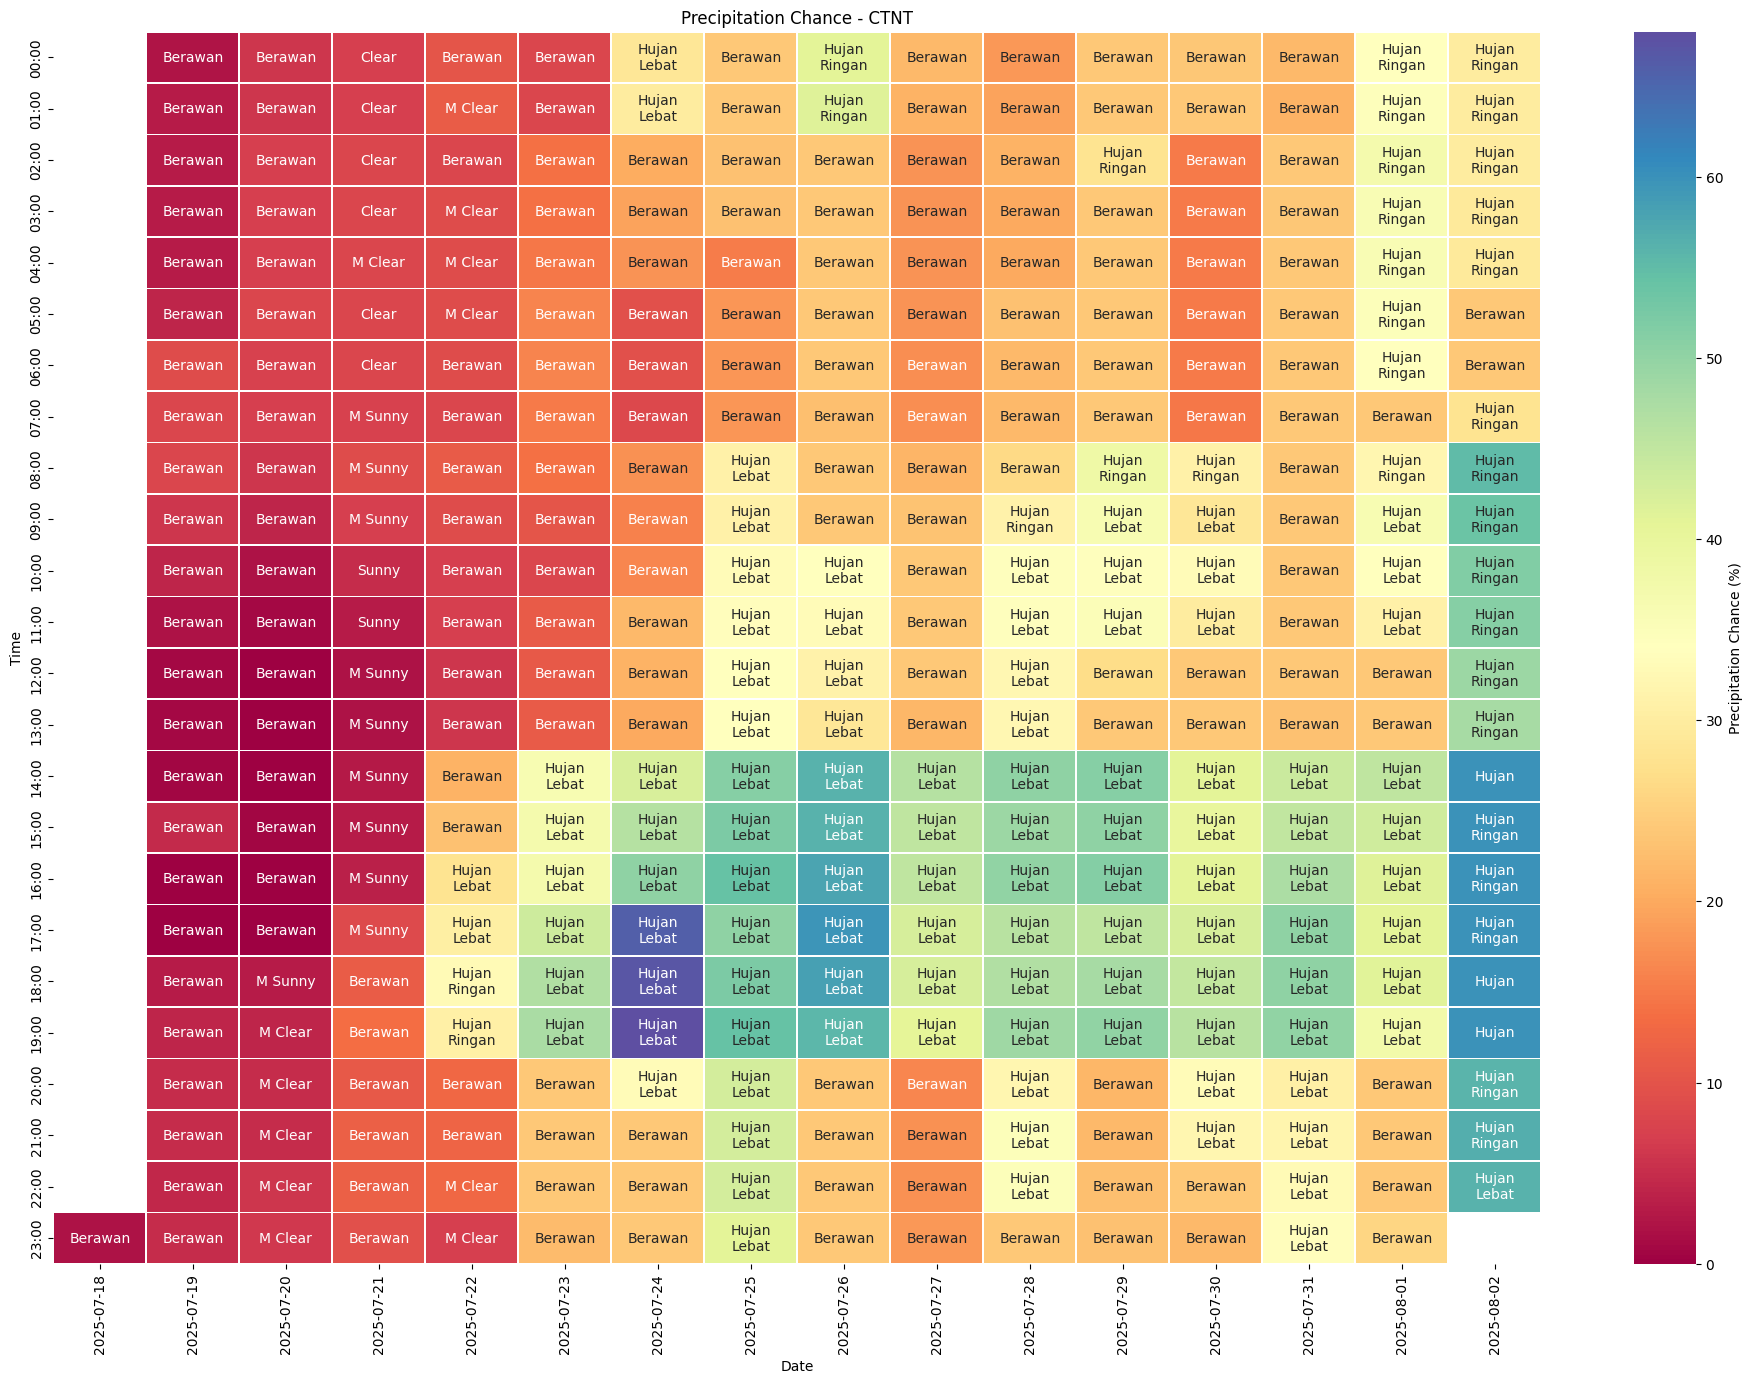 Precipitation Chance - CTNT
00:00 Berawan Berawan Clear Berawan Berawan Hujan Lebat Berawan Hujan Ringan Berawan Berawan Berawan Berawan Berawan Hujan Ringan Hujan Ringan
01:00 Berawan Berawan Clear M Clear Berawan Hujan Lebat Berawan Hujan Ringan Berawan Berawan Berawan Berawan Berawan Hujan Ringan Hujan Ringan
02:00 Berawan Berawan Clear Berawan Berawan Berawan Berawan Berawan Berawan Berawan Hujan Ringan Berawan Berawan Hujan Ringan Hujan Ringan
03:00 Berawan Berawan Clear M Clear Berawan Berawan Berawan Berawan Berawan Berawan Berawan Berawan Berawan Hujan Ringan Hujan Ringan
04:00 Berawan Berawan M Clear M Clear Berawan Berawan Berawan Berawan Berawan Berawan Berawan Berawan Berawan Hujan Ringan Hujan Ringan
05:00 Berawan Berawan Clear M Clear Berawan Berawan Berawan Berawan Berawan Berawan Berawan Berawan Berawan Hujan Ringan Berawan
06:00 Berawan Berawan Clear Berawan Berawan Berawan Berawan Berawan Berawan Berawan Berawan Berawan Berawan Hujan Ringan Berawan
07:00 Berawan Berawan M Sunny Berawan Berawan Berawan Berawan Berawan Berawan Berawan Berawan Berawan Berawan Berawan Hujan Ringan
08:00 Berawan Berawan M Sunny Berawan Berawan Berawan Hujan Lebat Berawan Berawan Berawan Hujan Ringan Hujan Ringan Berawan Hujan Ringan Hujan Ringan
09:00 Berawan Berawan M Sunny Berawan Berawan Berawan Hujan Lebat Berawan Berawan Hujan Ringan Hujan Lebat Hujan Lebat Berawan Hujan Lebat Hujan Ringan
10:00 Berawan Berawan Sunny Berawan Berawan Berawan Hujan Lebat Hujan Lebat Berawan Hujan Lebat Hujan Lebat Hujan Lebat Berawan Hujan Lebat Hujan Ringan
11:00 Berawan Berawan Sunny Berawan Berawan Berawan Hujan Lebat Hujan Lebat Berawan Hujan Lebat Hujan Lebat Hujan Lebat Berawan Hujan Lebat Hujan Ringan
12:00 Berawan Berawan M Sunny Berawan Berawan Berawan Hujan Lebat Hujan Lebat Berawan Hujan Lebat Berawan Berawan Berawan Berawan Hujan Ringan
13:00 Berawan Berawan M Sunny Berawan Berawan Berawan Hujan Lebat Hujan Lebat Berawan Hujan Lebat Berawan Berawan Berawan Berawan Hujan Ringan
14:00 Berawan Berawan M Sunny Berawan Hujan Lebat Hujan Lebat Hujan Lebat Hujan Lebat Hujan Lebat Hujan Lebat Hujan Lebat Hujan Lebat Hujan Lebat Hujan Lebat Hujan
15:00 Berawan Berawan M Sunny Berawan Hujan Lebat Hujan Lebat Hujan Lebat Hujan Lebat Hujan Lebat Hujan Lebat Hujan Lebat Hujan Lebat Hujan Lebat Hujan Lebat Hujan Ringan
16:00 Berawan Berawan M Sunny Hujan Lebat Hujan Lebat Hujan Lebat Hujan Lebat Hujan Lebat Hujan Lebat Hujan Lebat Hujan Lebat Hujan Lebat Hujan Lebat Hujan Lebat Hujan Ringan
17:00 Berawan Berawan M Sunny Hujan Lebat Hujan Lebat Hujan Lebat Hujan Lebat Hujan Lebat Hujan Lebat Hujan Lebat Hujan Lebat Hujan Lebat Hujan Lebat Hujan Lebat Hujan Ringan
18:00 Berawan M Sunny Berawan Hujan Ringan Hujan Lebat Hujan Lebat Hujan Lebat Hujan Lebat Hujan Lebat Hujan Lebat Hujan Lebat Hujan Lebat Hujan Lebat Hujan Lebat Hujan
19:00 Berawan M Clear Berawan Hujan Ringan Hujan Lebat Hujan Lebat Hujan Lebat Hujan Lebat Hujan Lebat Hujan Lebat Hujan Lebat Hujan Lebat Hujan Lebat Hujan Lebat Hujan
20:00 Berawan M Clear Berawan Berawan Berawan Hujan Lebat Hujan Lebat Berawan Berawan Hujan Lebat Berawan Hujan Lebat Hujan Lebat Berawan Hujan Ringan
21:00 Berawan M Clear Berawan Berawan Berawan Berawan Hujan Lebat Berawan Berawan Hujan Lebat Berawan Hujan Lebat Hujan Lebat Berawan Hujan Ringan
22:00 Berawan M Clear Berawan M Clear Berawan Berawan Hujan Lebat Berawan Berawan Hujan Lebat Berawan Berawan Hujan Lebat Berawan Hujan Lebat
23:00 Berawan Berawan M Clear Berawan M Clear Berawan Berawan Hujan Lebat Berawan Berawan Berawan Berawan Berawan Hujan Lebat Berawan
Time
2025-07-18 2025-07-19 2025-07-20 2025-07-21 2025-07-22 2025-07-23 2025-07-24 2025-07-25 2025-07-26 2025-07-27 2025-07-28 2025-07-29 2025-07-30 2025-07-31 2025-08-01 2025-08-02
Date
60
50
40
30
20
10
0
Precipitation Chance (%)